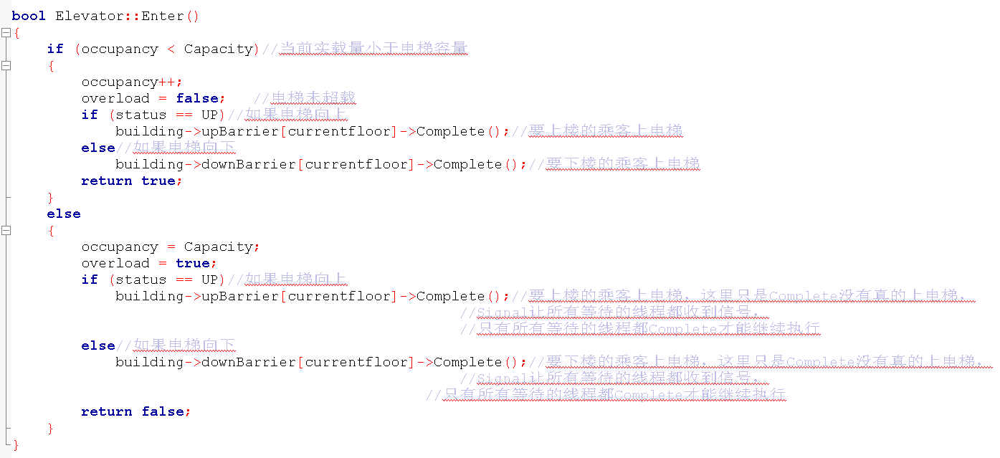 bool Elevator::Enter()
{
    if (occupancy < Capacity)//当前实载量小于电梯容量
    {
        occupancy++;
        overload = false;   //电梯未超载
        if (status == UP)//如果电梯向上
            building->upBarrier[currentfloor]->Complete();//要上楼的乘客上电梯
        else//如果电梯向下
            building->downBarrier[currentfloor]->Complete();//要下楼的乘客上电梯
        return true;
    }
    else
    {
        occupancy = Capacity;
        overload = true;
        if (status == UP)//如果电梯向上
            building->upBarrier[currentfloor]->Complete();//要上楼的乘客上电梯，这里只是Complete没有真的上电梯，
                                                    //Signal让所有等待的线程都收到信号，
                                                    //只有所有等待的线程都Complete才能继续执行
        else//如果电梯向下
            building->downBarrier[currentfloor]->Complete();//要下楼的乘客上电梯，这里只是Complete没有真的上电梯，
                                                    //Signal让所有等待的线程都收到信号，
                                                //只有所有等待的线程都Complete才能继续执行
        return false;
    }
}